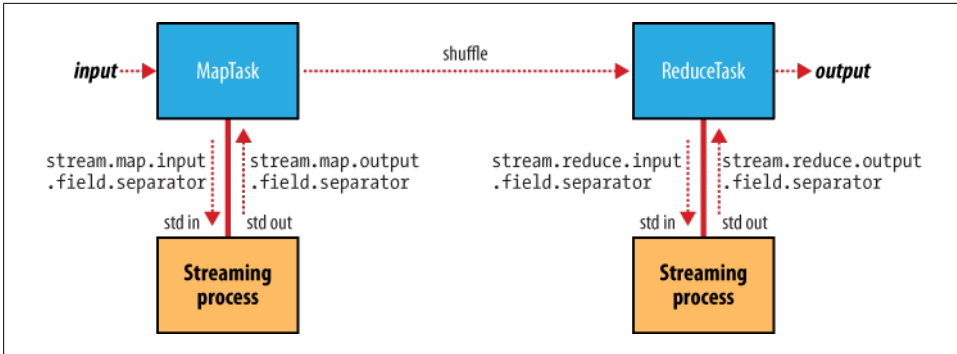 shuffle
input
MapTask
ReduceTask
output
stream.map.input
.field.separator
stream.map.output
.field.separator
stream.reduce.input
.field.separator
stream.reduce.output
.field.separator
std in
std out
std in
std out
Streaming
process
Streaming
process